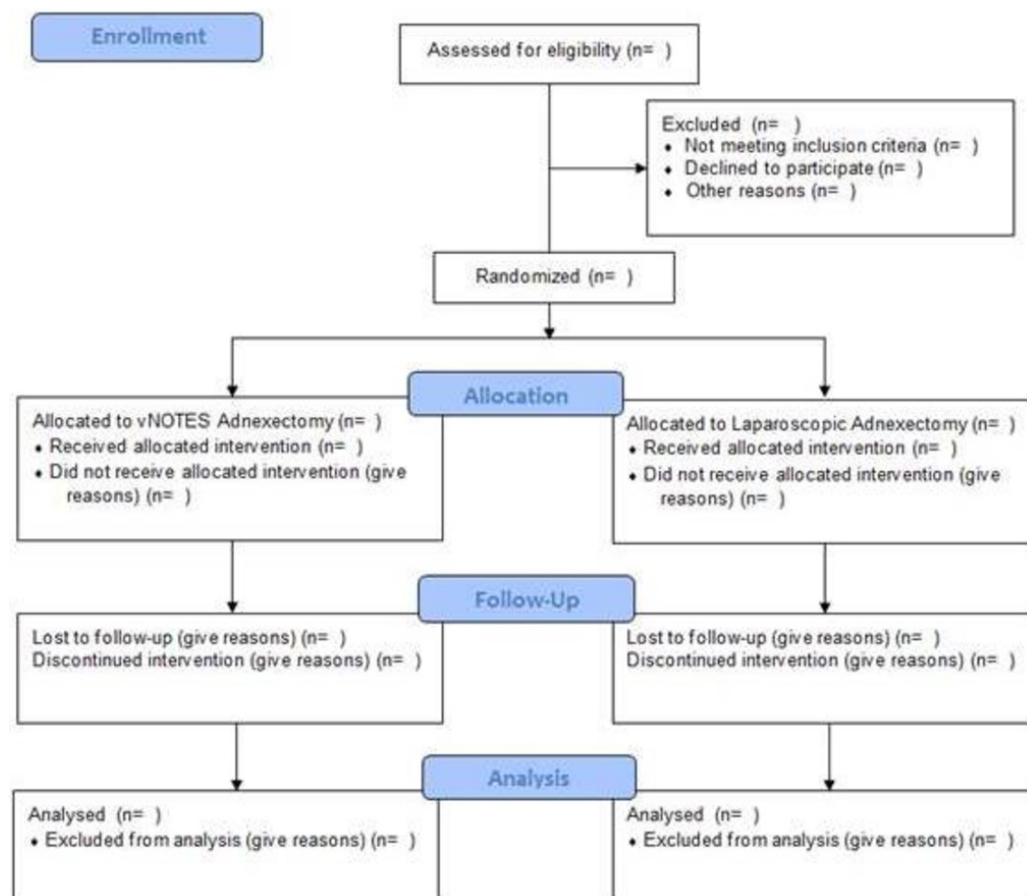 Enrollment
Assessed for eligibility (n=  )
Excluded (n=  )
♦ Not meeting inclusion criteria (n=  )
♦ Declined to participate (n=  )
♦ Other reasons (n=  )
Randomized (n=  )
Allocation
Allocated to vNOTES Adnexectomy (n=  )
♦ Received allocated intervention (n=  )
♦ Did not receive allocated intervention (give
reasons) (n=  )
Allocated to Laparoscopic Adnexectomy (n=  )
♦ Received allocated intervention (n=  )
♦ Did not receive allocated intervention (give
reasons) (n=  )
Follow-Up
Lost to follow-up (give reasons) (n=  )
Discontinued intervention (give reasons) (n=  )
Lost to follow-up (give reasons) (n=  )
Discontinued intervention (give reasons) (n=  )
Analysis
Analysed (n=  )
♦ Excluded from analysis (give reasons) (n=  )
Analysed (n=  )
♦ Excluded from analysis (give reasons) (n=  )